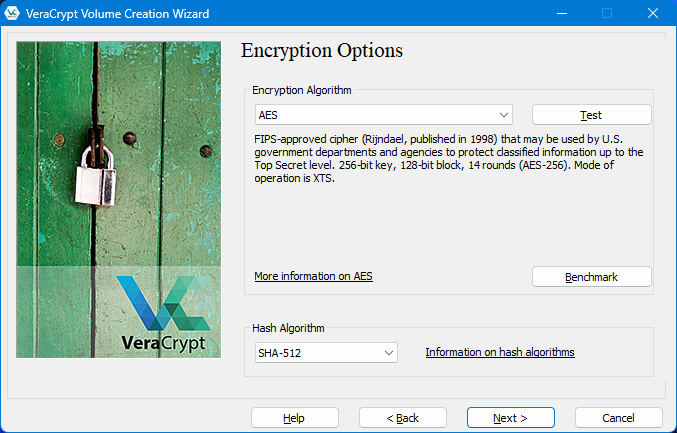 VeraCrypt Volume Creation Wizard
Encryption Options
Encryption Algorithm
AES
Test
FIPS-approved cipher (Rijndael, published in 1998) that may be used by U.S.
government departments and agencies to protect classified information up to the
Top Secret level. 256-bit key, 128-bit block, 14 rounds (AES-256). Mode of
operation is XTS.
More information on AES
Benchmark
VeraCrypt
Hash Algorithm
SHA-512
Information on hash algorithms
Help
< Back
Next >
Cancel